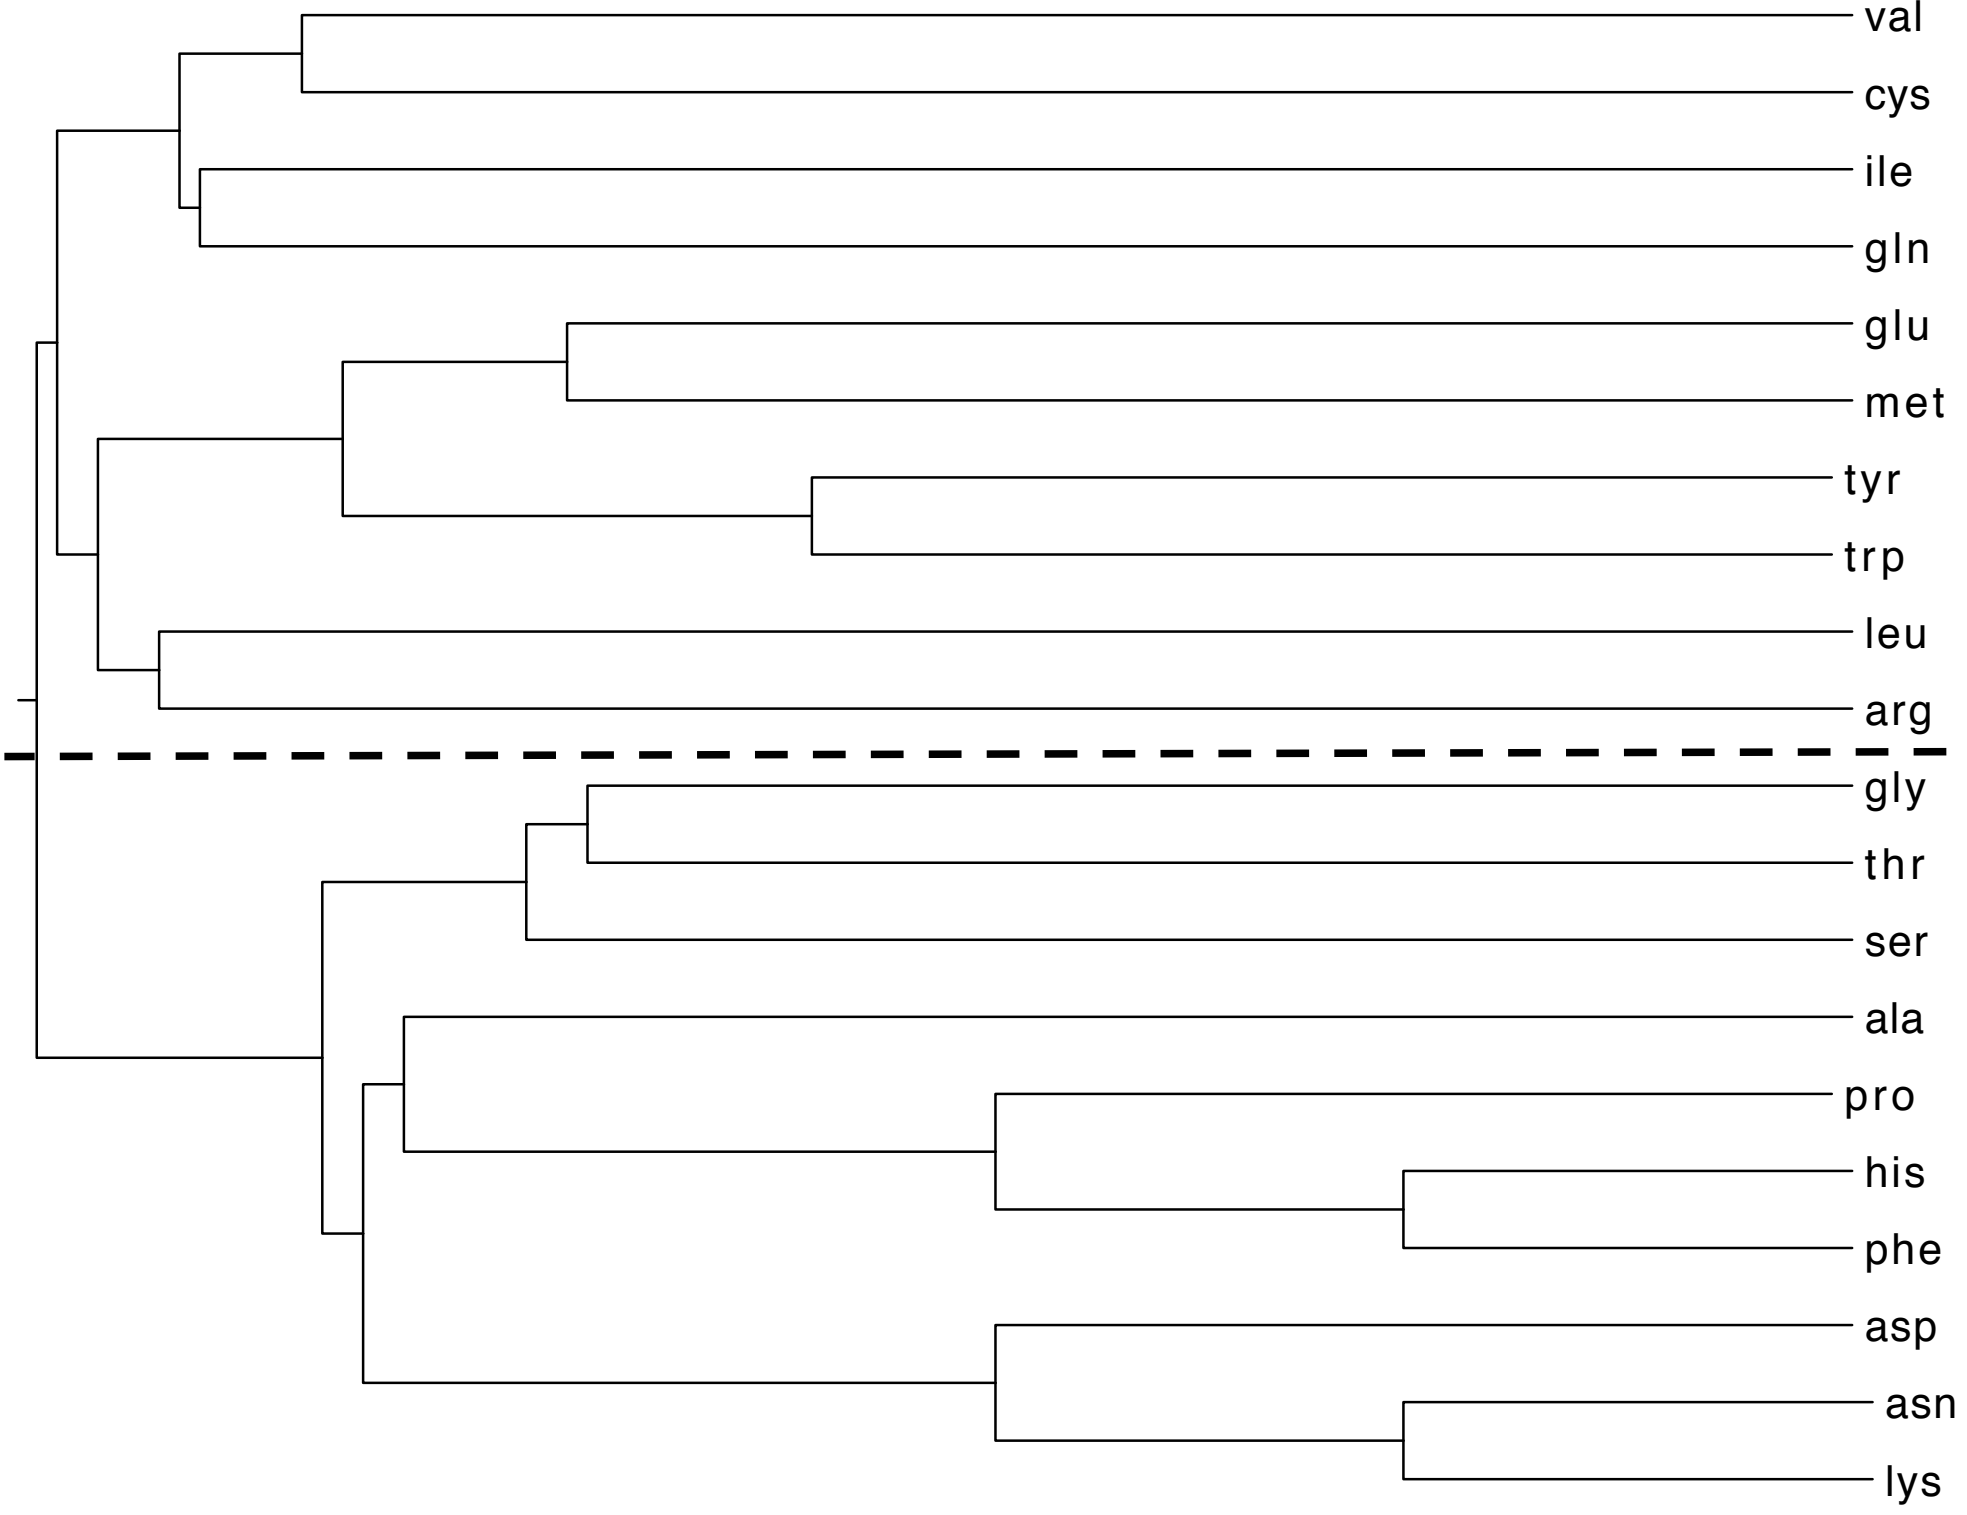 val
cys
ile
gln
glu
met
tyr
trp
leu
arg
gly
thr
ser
ala
pro
his
phe
asp
asn
lys